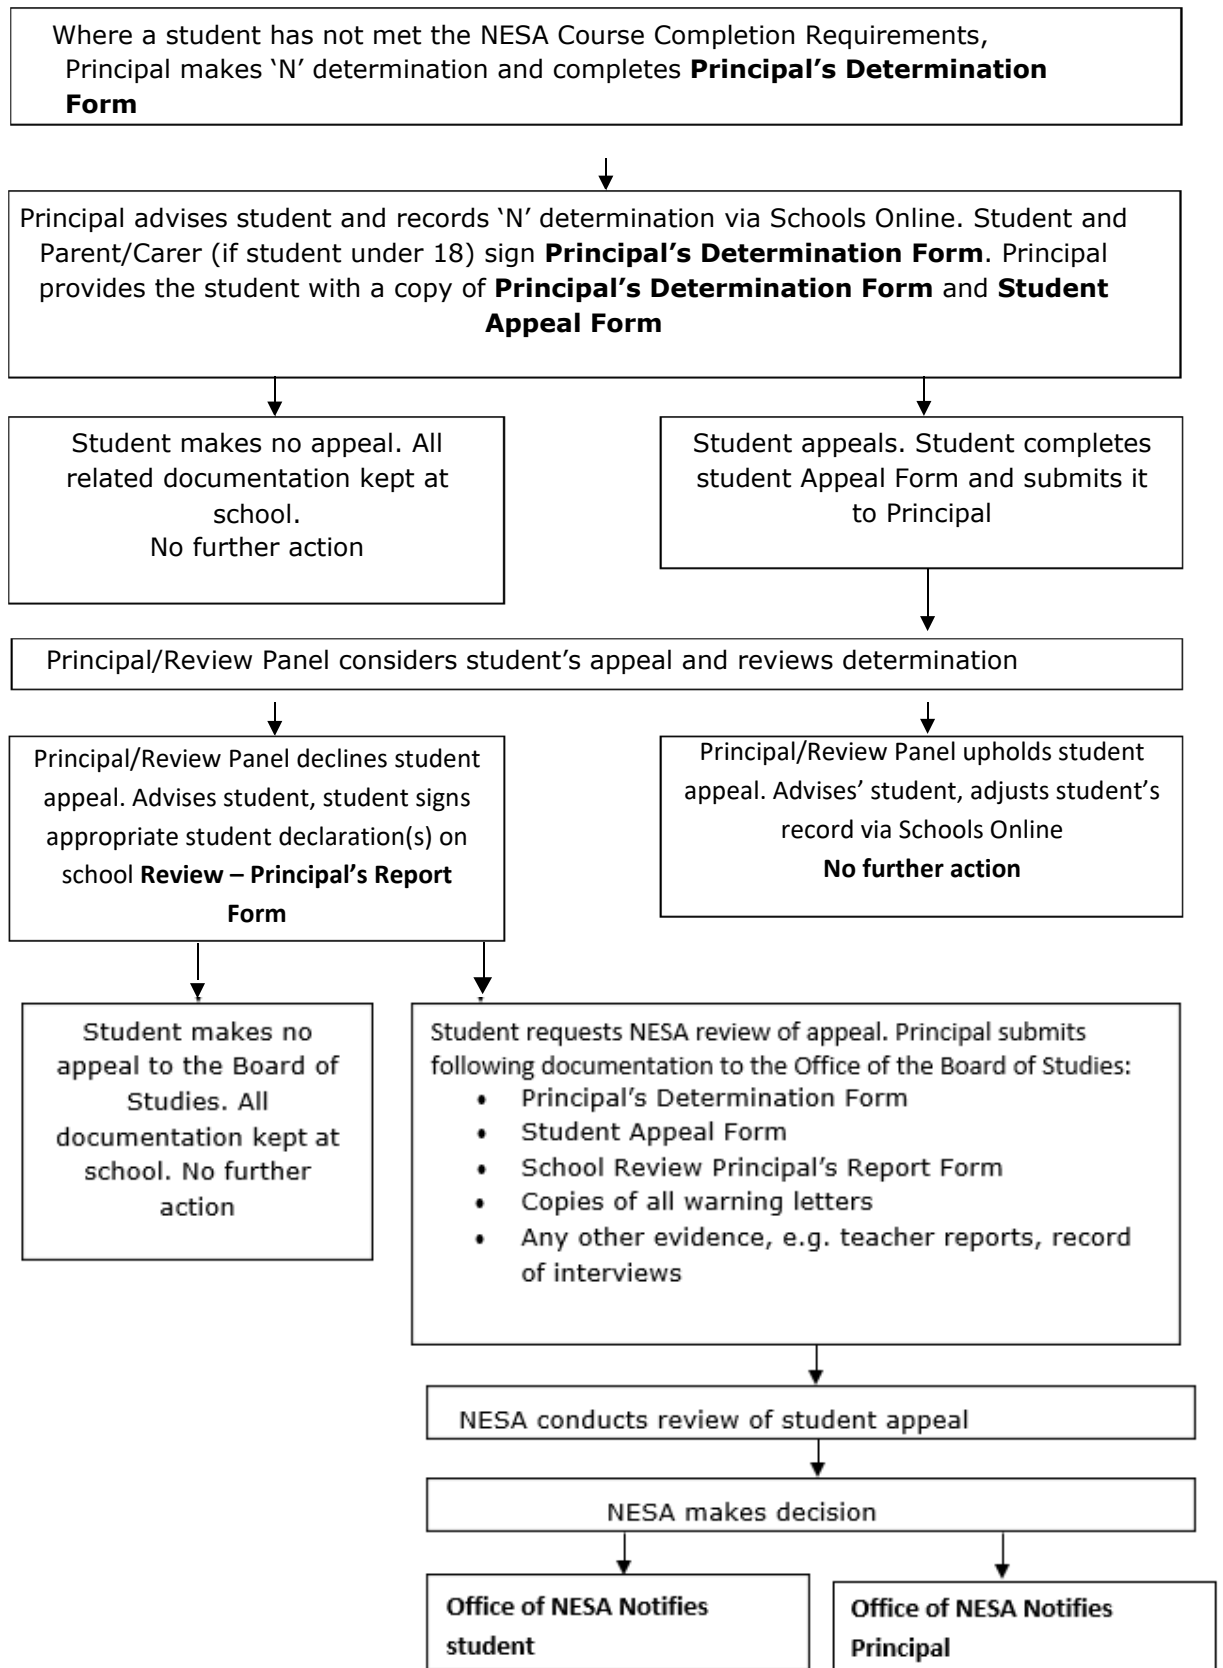 Where a student has not met the NESA Course Completion Requirements,
Principal makes ‘N’ determination and completes Principal’s Determination
Form
Principal advises student and records ‘N’ determination via Schools Online. Student and
Parent/Carer (if student under 18) sign Principal’s Determination Form. Principal
provides the student with a copy of Principal’s Determination Form and Student
Appeal Form
Student makes no appeal. All
related documentation kept at
school.
No further action
Student appeals. Student completes
student Appeal Form and submits it
to Principal
Principal/Review Panel considers student’s appeal and reviews determination
Principal/Review Panel declines student
appeal. Advises student, student signs
appropriate student declaration(s) on
school Review – Principal’s Report
Form
Principal/Review Panel upholds student
appeal. Advises’ student, adjusts student’s
record via Schools Online
No further action
Student makes no
appeal to the Board of
Studies. All
documentation kept at
school. No further
action
Student requests NESA review of appeal. Principal submits
following documentation to the Office of the Board of Studies:
• Principal’s Determination Form
• Student Appeal Form
• School Review Principal’s Report Form
• Copies of all warning letters
• Any other evidence, e.g. teacher reports, record
of interviews
NESA conducts review of student appeal
NESA makes decision
Office of NESA Notifies
student
Office of NESA Notifies
Principal